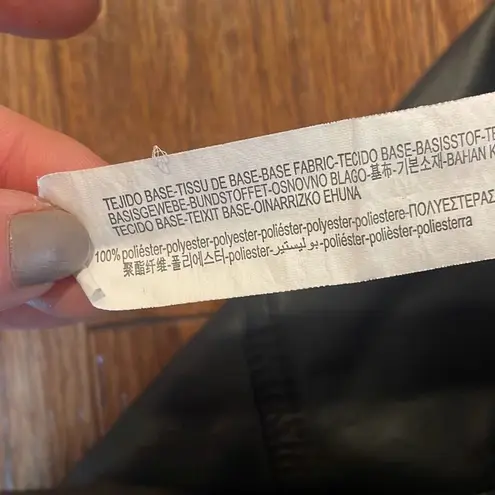 TEJIDO BASE-TISSU DE BASE-BASE FABRIC-TECIDO BASE-BASISSTOF-
BASISGEWEBE-BUNDSTOFFET-OSNOVNO BLAGO-基布-기본소재-BAHAN
TECIDO BASE-TEIXIT BASE-OINARRIZKO EHUNA
100% poliéster-polyester-polyester-poliéster-polyester-poliestere-ΠΟΛΥΕΣΤΕΡΑΣ
聚酯纤维-폴리에스터-poliester-بوليستير-poliéster-polièster-poliesterra